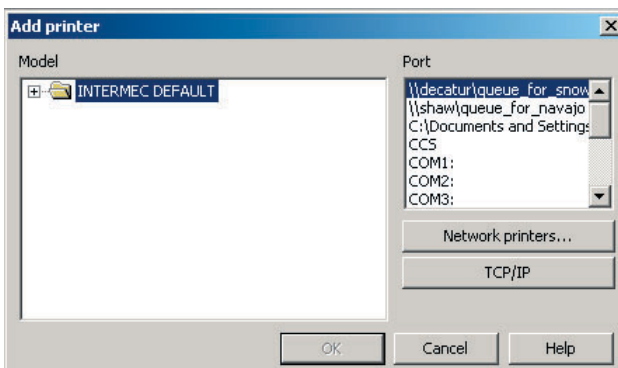 Add printer
Model
INTERMEC DEFAULT
Port
\\decatur\queue_for_snow
\\shaw\queue_for_navajo
C:\Documents and Settings
CCS
COM1:
COM2:
COM3:
Network printers...
TCP/IP
OK
Cancel
Help